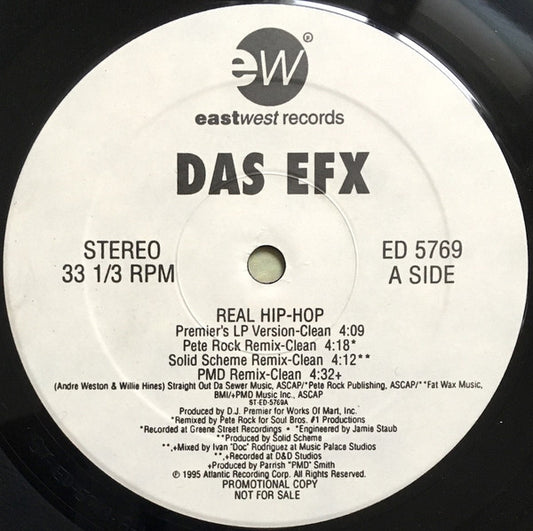 ew®
eastwest records
DAS EFX
STEREO
33 1/3 RPM
ED 5769
A SIDE
REAL HIP-HOP
Premier's LP Version-Clean 4:09
Pete Rock Remix-Clean 4:18*
Solid Scheme Remix-Clean 4:12**
PMD Remix-Clean 4:32+
(Andre Weston & Willie Hines) Straight Out Da Sewer Music, ASCAP/*Pete Rock Publishing, ASCAP/**Fat Wax Music,
BMI/+PMD Music Inc., ASCAP
ST-ED-5769A
Produced by D.J. Premier for Works Of Mart, Inc.
*Remixed by Pete Rock for Soul Bros. #1 Productions
*Recorded at Greene Street Recordings • *Engineered by Jamie Staub
**Produced by Solid Scheme
**,+Mixed by Ivan "Doc" Rodriguez at Music Palace Studios
**,+Recorded at D&D Studios
+Produced by Parrish "PMD" Smith
℗ 1995 Atlantic Recording Corp. All Rights Reserved.
PROMOTIONAL COPY
NOT FOR SALE